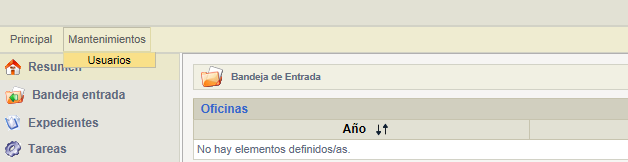 Principal Mantenimientos
Usuarios
Resumen
Bandeja entrada
Expedientes
Tareas
Bandeja de Entrada
Oficinas
Año
No hay elementos definidos/as.